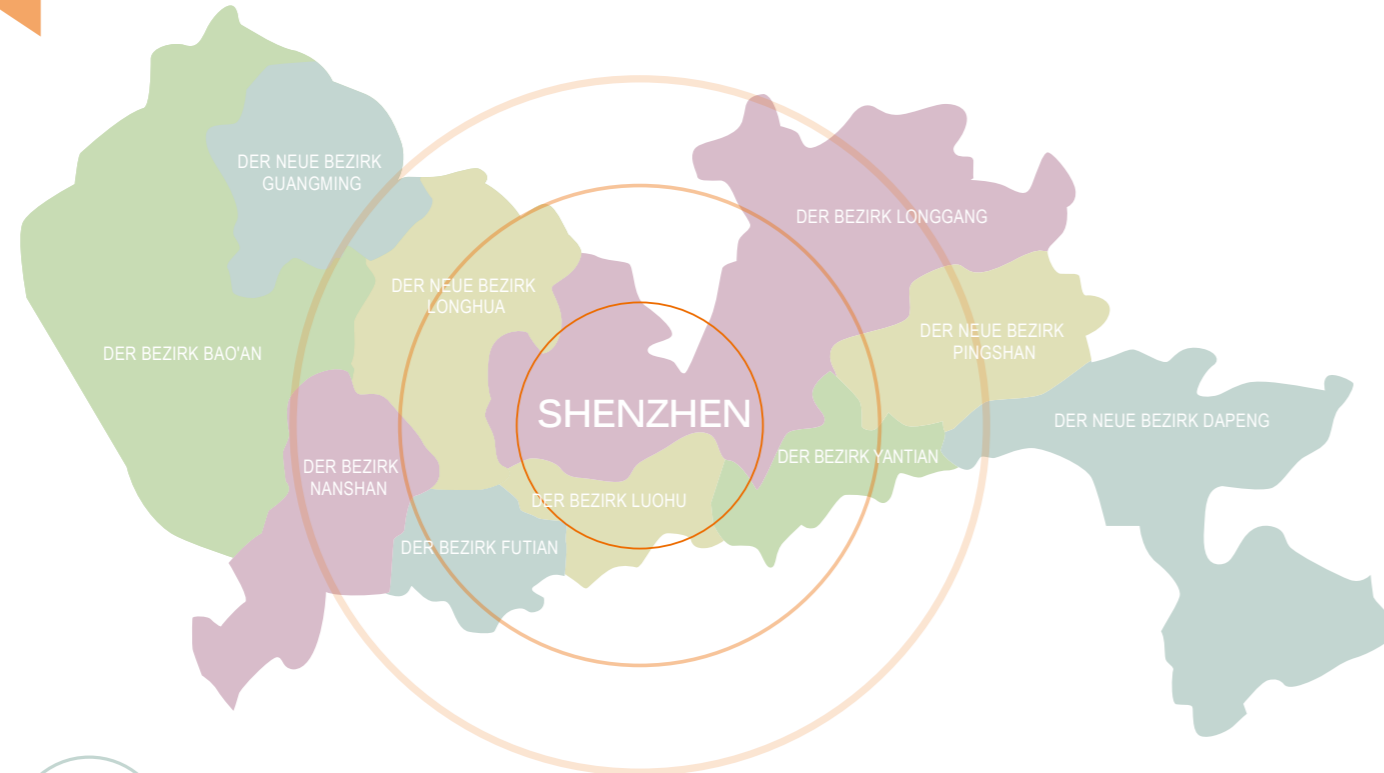 DER NEUE BEZIRK
GUANGMING
DER BEZIRK LONGGANG
DER NEUE BEZIRK
LONGHUA
DER NEUE BEZIRK
PINGSHAN
DER BEZIRK BAO'AN
SHENZHEN
DER NEUE BEZIRK DAPENG
DER BEZIRK YANTIAN
DER BEZIRK
NANSHAN
DER BEZIRK LUOHU
DER BEZIRK FUTIAN